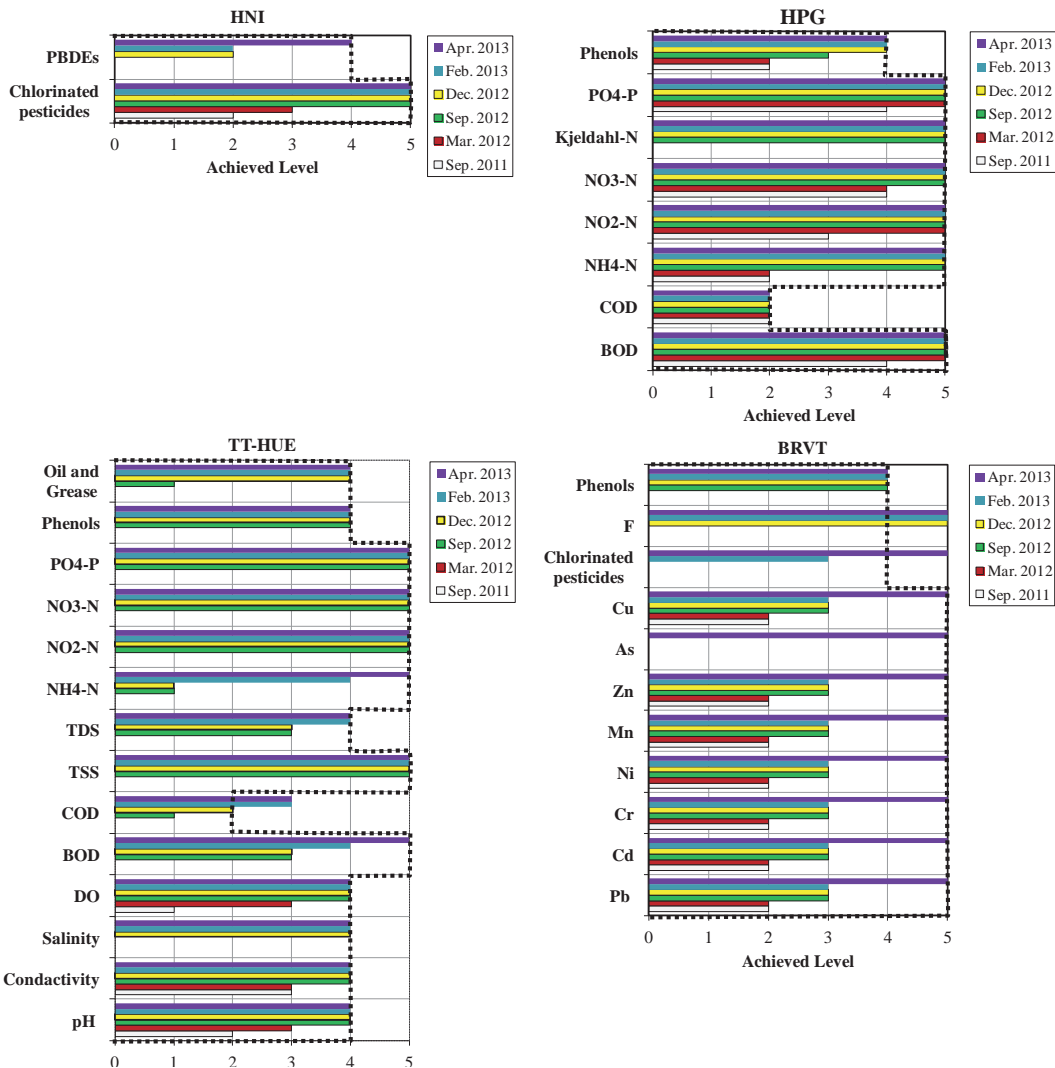 HNI
PBDEs
Chlorinated
pesticides
0 1 2 3 4 5
Achieved Level
Apr. 2013
Feb. 2013
Dec. 2012
Sep. 2012
Mar. 2012
Sep. 2011
HPG
Phenols
PO4-P
Kjeldahl-N
NO3-N
NO2-N
NH4-N
COD
BOD
0 1 2 3 4 5
Achieved Level
Apr. 2013
Feb. 2013
Dec. 2012
Sep. 2012
Mar. 2012
Sep. 2011
TT-HUE
Oil and
Grease
Phenols
PO4-P
NO3-N
NO2-N
NH4-N
TDS
TSS
COD
BOD
DO
Salinity
Condactivity
pH
0 1 2 3 4 5
Apr. 2013
Feb. 2013
Dec. 2012
Sep. 2012
Mar. 2012
Sep. 2011
BRVT
Phenols
F
Chlorinated
pesticides
Cu
As
Zn
Mn
Ni
Cr
Cd
Pb
0 1 2 3 4 5
Achieved Level
Apr. 2013
Feb. 2013
Dec. 2012
Sep. 2012
Mar. 2012
Sep. 2011